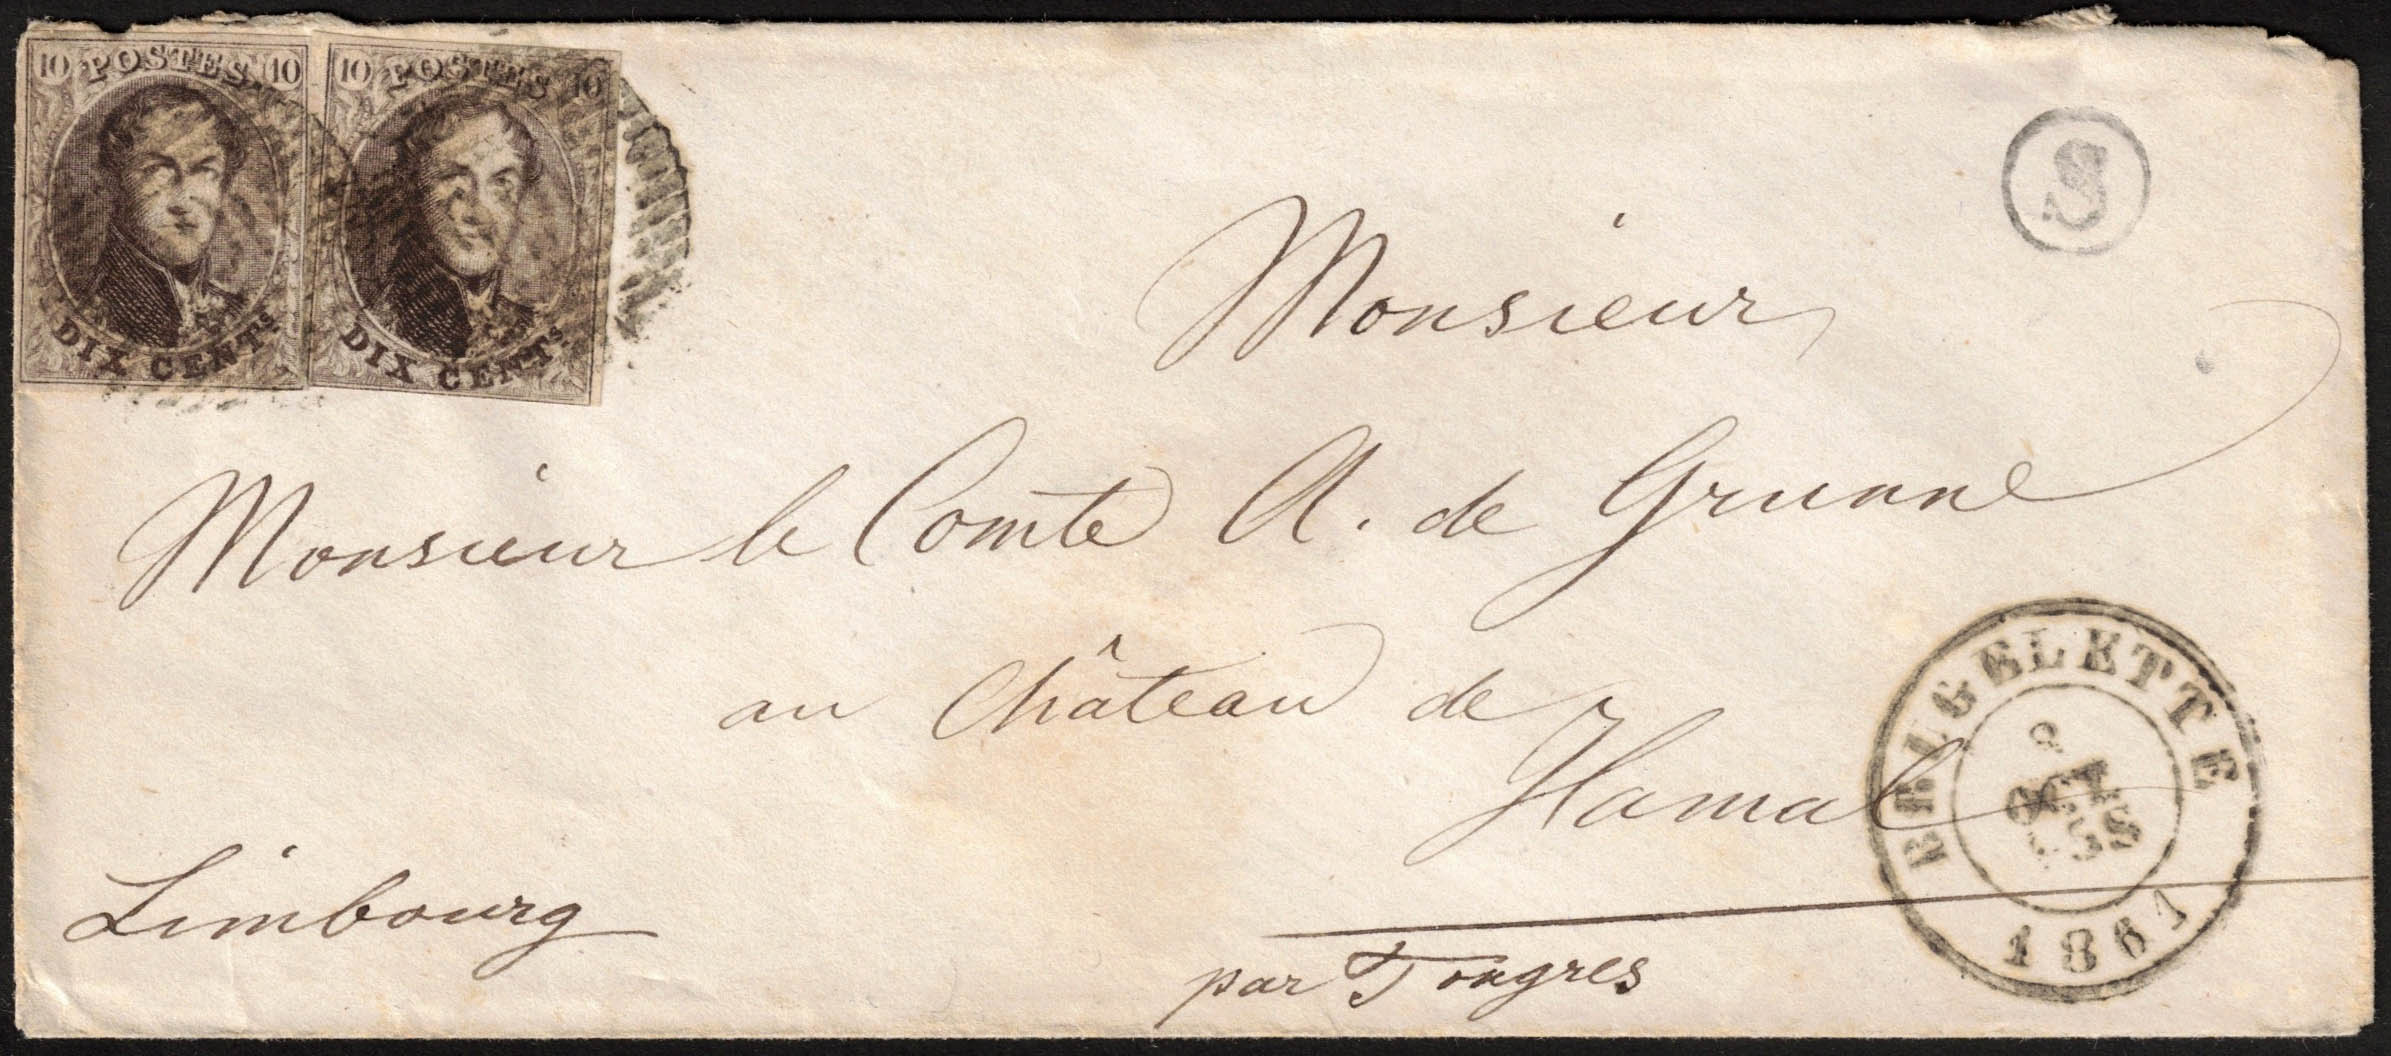 10 POSTES 10
DIX CENTS
10 POSTES 10
DIX CENTS
S
Monsieur
Monsieur le Comte A. de Grunne
au Château de
Hamal
Limbourg
par Tongres
BRUGELETTE
OCT
1861